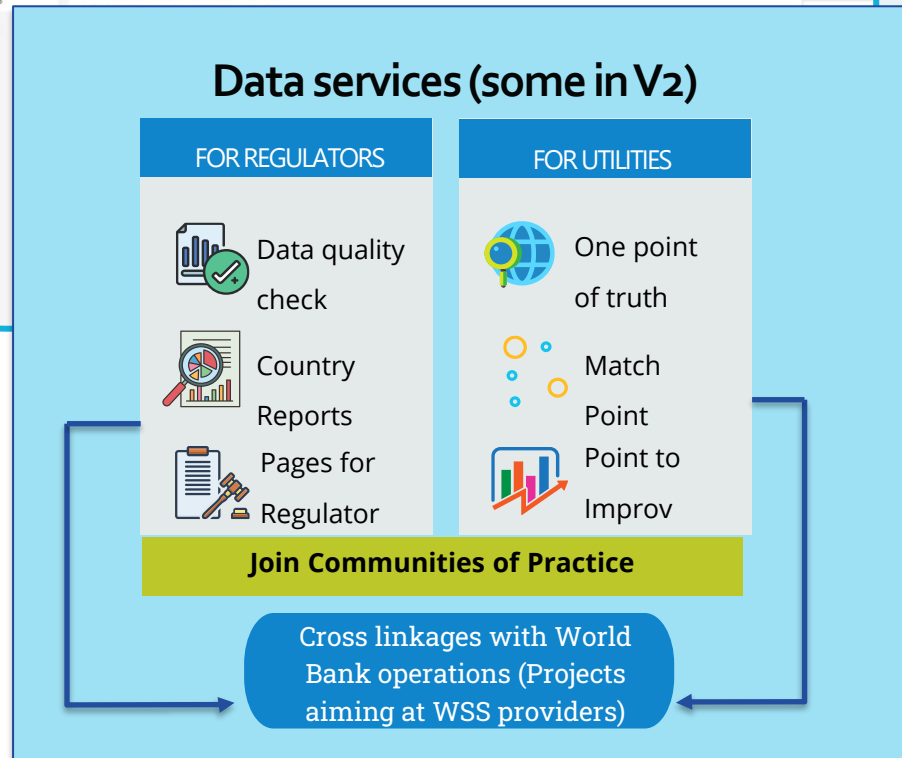 Data services (some in V2)
FOR REGULATORS
Data quality
check
Country
Reports
Pages for
Regulator
FOR UTILITIES
One point
of truth
Match
Point
Point to
Improv
Join Communities of Practice
Cross linkages with World
Bank operations (Projects
aiming at WSS providers)